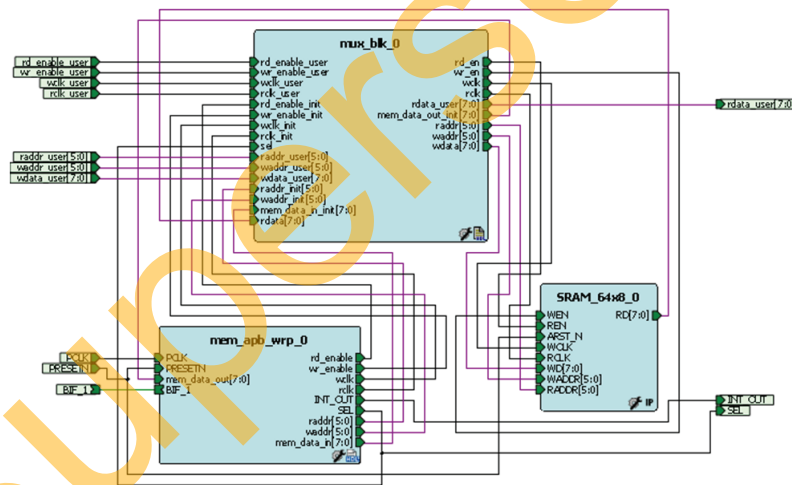 mux_blk_0
rd_enable_user
wr_enable_user
wclk_user
rclk_user
raddr_user[5:0]
waddr_user[5:0]
wdata_user[7:0]
rd_enable_user
wr_enable_user
wclk_user
rclk_user
rd_enable_init
wr_enable_init
wclk_init
rclk_init
sel
raddr_user[5:0]
waddr_user[5:0]
wdata_user[7:0]
raddr_init[5:0]
waddr_init[5:0]
mem_data_in_init[7:0]
rdata[7:0]
rd_en
wr_en
wclk
rclk
rdata_user[7:0]
mem_data_out_init[7:0]
raddr[5:0]
waddr[5:0]
wdata[7:0]
rdata_user[7:0
SRAM_64x8_0
WEN
REN
ARST_N
WCLK
RCLK
WD[7:0]
WADDR[5:0]
RADDR[5:0]
RD[7:0]
IP
mem_apb_wrp_0
PCLK
PRESETN
BIF_1
PCLK
PRESETN
mem_data_out[7:0]
BIF_1
rd_enable
wr_enable
wclk
rclk
INT_OUT
SEL
raddr[5:0]
waddr[5:0]
mem_data_in[7:0]
INT_OUT
SEL
uperse